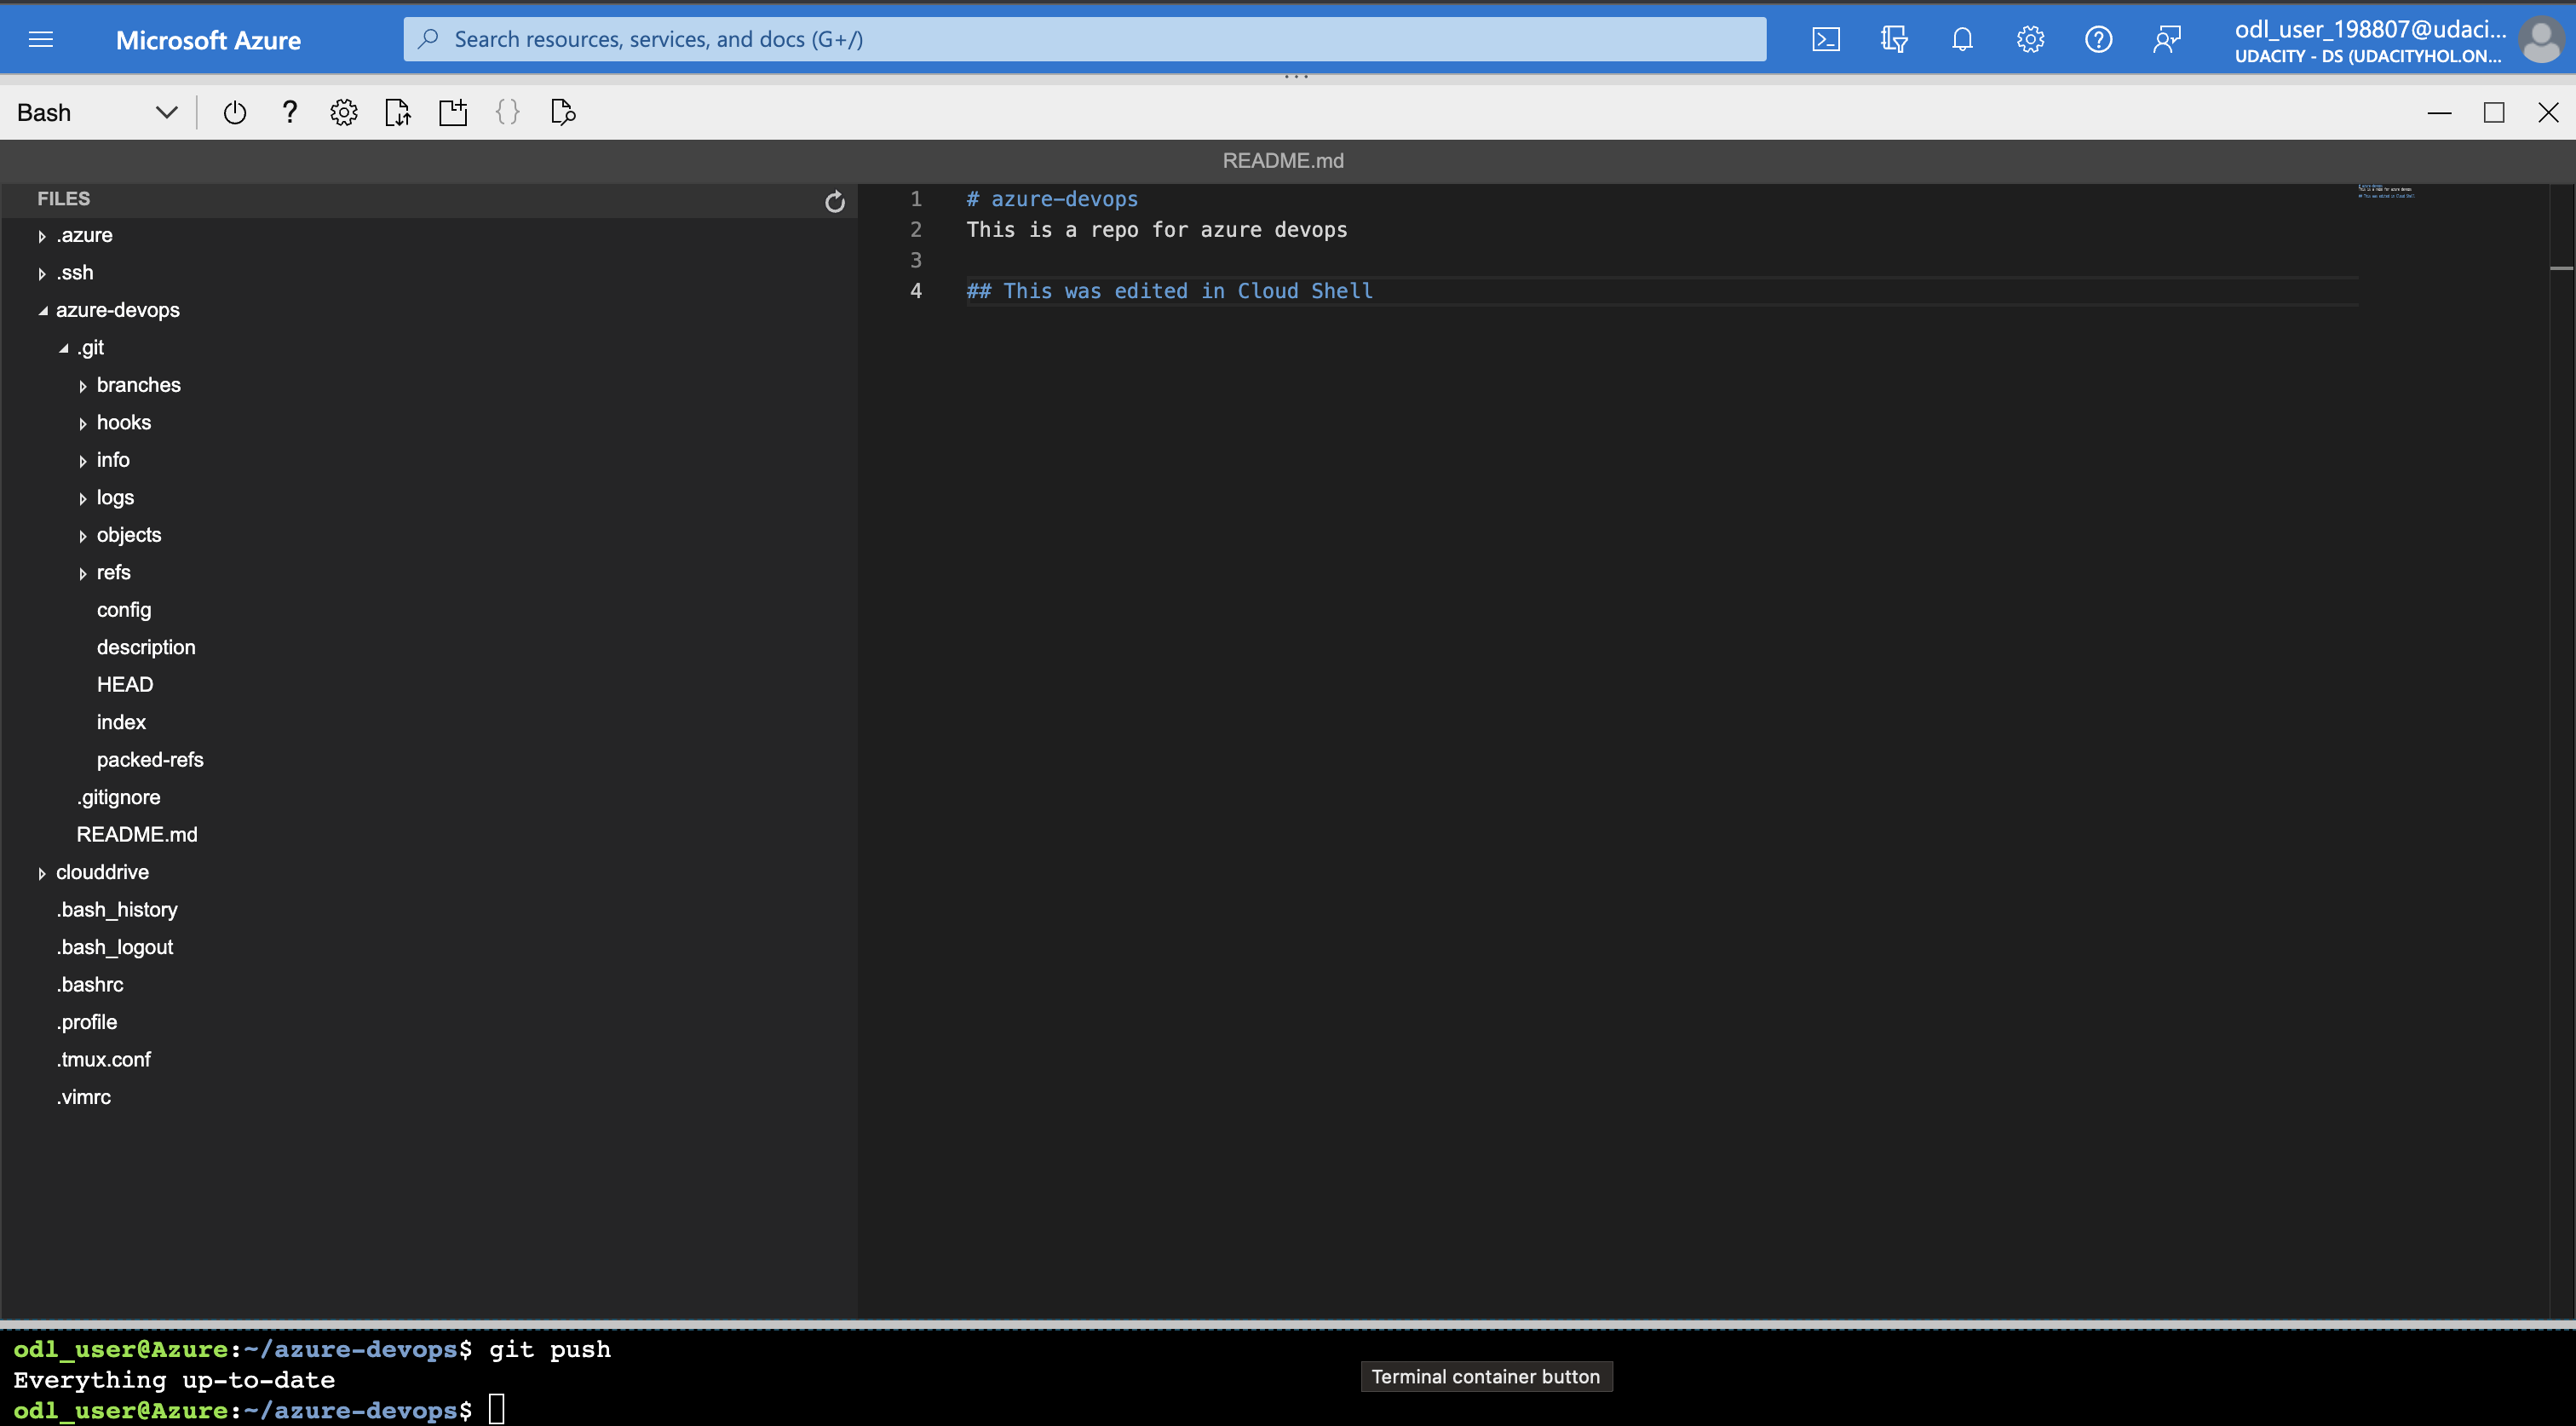 Microsoft Azure
Search resources, services, and docs (G+/)
odl_user_198807@udaci...
UDACITY - DS (UDACITYHOL.ON...
Bash
README.md
FILES
.azure
.ssh
azure-devops
.git
branches
hooks
info
logs
objects
refs
config
description
HEAD
index
packed-refs
.gitignore
README.md
clouddrive
.bash_history
.bash_logout
.bashrc
.profile
.tmux.conf
.vimrc
1 # azure-devops
2 This is a repo for azure devops
3
4 ## This was edited in Cloud Shell
odl_user@Azure:~/azure-devops$ git push
Everything up-to-date
odl_user@Azure:~/azure-devops$
Terminal container button